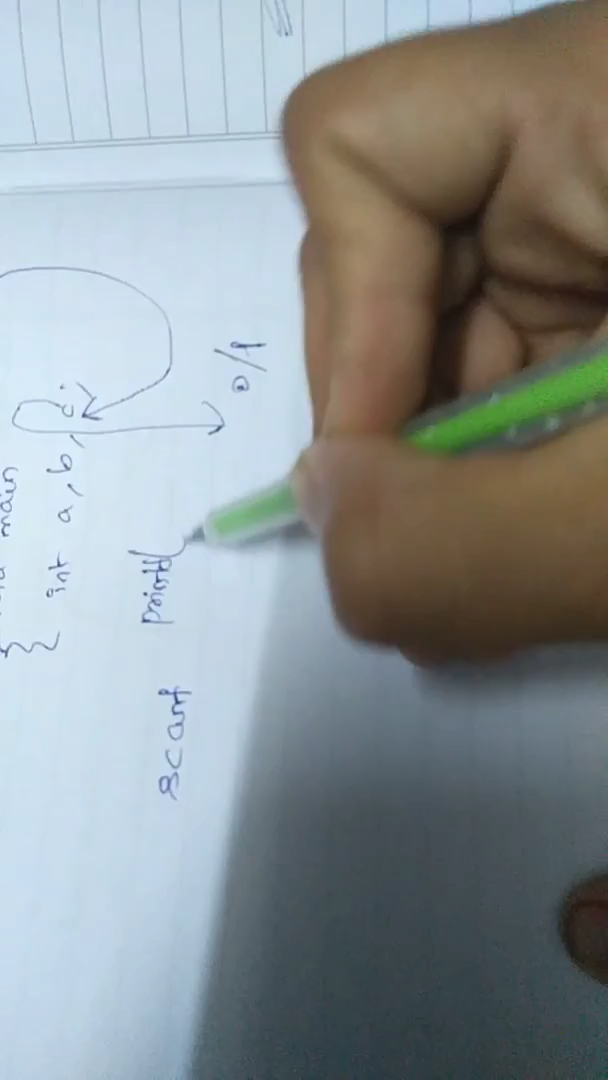 main
{ int a, b, c;
o/p
scanf printf